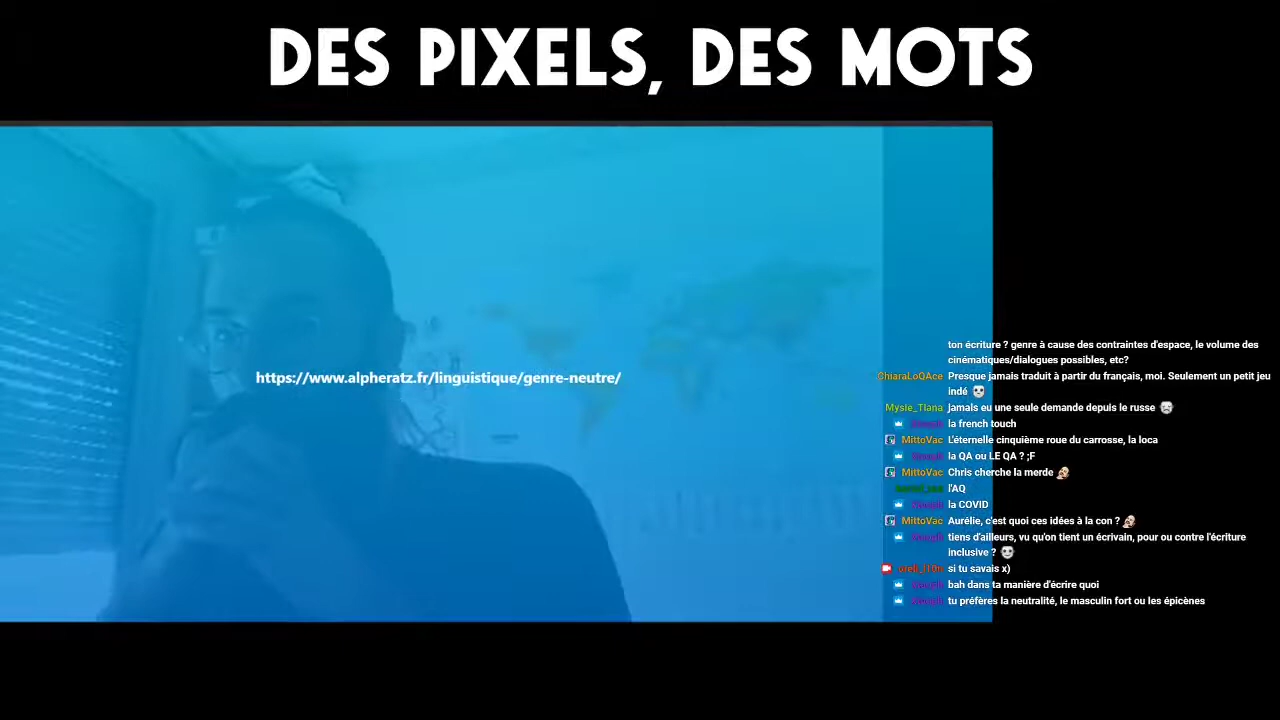 DES PIXELS, DES MOTS
https://www.alpheratz.fr/linguistique/genre-neutre/
ton écriture ? genre à cause des contraintes d'espace, le volume des
cinématiques/dialogues possibles, etc?
ChiaraLoQAce Presque jamais traduit à partir du français, moi. Seulement un petit jeu
indé
Mysie_Tiana jamais eu une seule demande depuis le russe
la french touch
MittoVac L'éternelle cinquième roue du carrosse, la loca
la QA ou LE QA ? ;F
MittoVac Chris cherche la merde
l'AQ
la COVID
MittoVac Aurélie, c'est quoi ces idées à la con ?
tiens d'ailleurs, vu qu'on tient un écrivain, pour ou contre l'écriture
inclusive ?
si tu savais x)
bah dans ta manière d'écrire quoi
tu préfères la neutralité, le masculin fort ou les épicènes